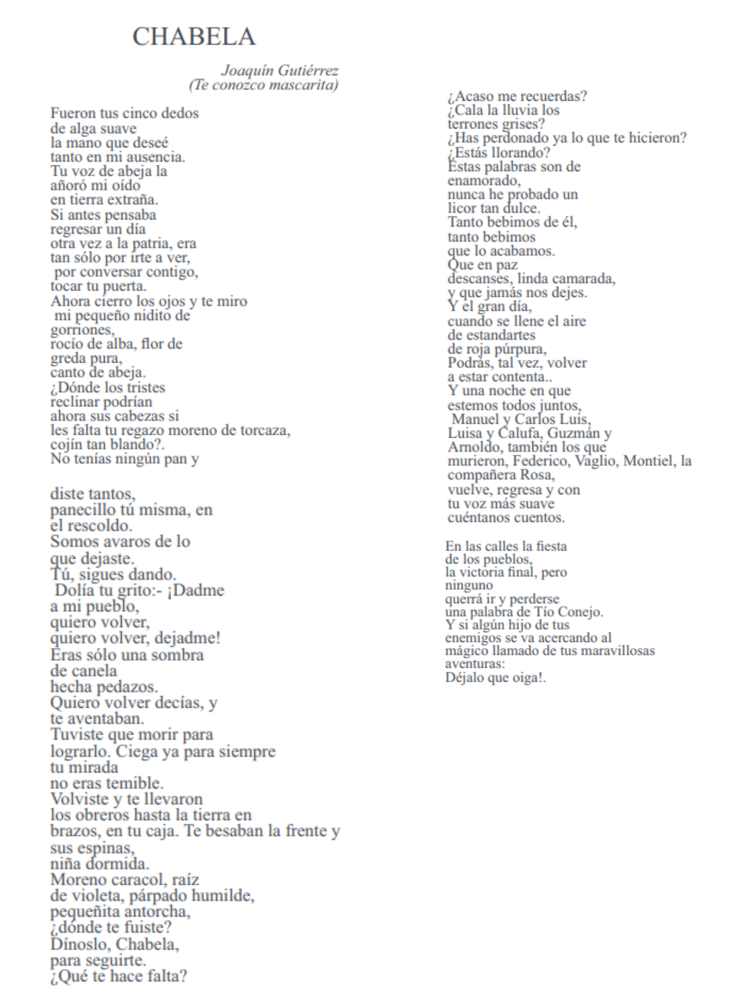 CHABELA
Joaquín Gutiérrez
(Te conozco mascarita)
Fueron tus cinco dedos
de alga suave
la mano que deseé
tanto en mi ausencia.
Tu voz de abeja la
añoró mi oído
en tierra extraña.
Si antes pensaba
regresar un día
otra vez a la patria, era
tan sólo por irte a ver,
por conversar contigo,
tocar tu puerta.
Ahora cierro los ojos y te miro
mi pequeño nidito de
gorriones,
rocío de alba, flor de
greda pura,
canto de abeja.
¿Dónde los tristes
reclinar podrían
ahora sus cabezas si
les falta tu regazo moreno de torcaza,
cojín tan blando?.
No tenías ningún pan y
diste tantos,
panecillo tú misma, en
el rescoldo.
Somos avaros de lo
que dejaste.
Tú, sigues dando.
Dolía tu grito:- ¡Dadme
a mi pueblo,
quiero volver,
quiero volver, dejadme!
Eras sólo una sombra
de canela
hecha pedazos.
Quiero volver decías, y
te aventaban.
Tuviste que morir para
lograrlo. Ciega ya para siempre
tu mirada
no eras temible.
Volviste y te llevaron
los obreros hasta la tierra en
brazos, en tu caja. Te besaban la frente y
sus espinas,
niña dormida.
Moreno caracol, raíz
de violeta, párpado humilde,
pequeñita antorcha,
¿dónde te fuiste?
Dínoslo, Chabela,
para seguirte.
¿Qué te hace falta?
¿Acaso me recuerdas?
¿Cala la lluvia los
terrones grises?
¿Has perdonado ya lo que te hicieron?
¿Estás llorando?
Estas palabras son de
enamorado,
nunca he probado un
licor tan dulce.
Tanto bebimos de él,
tanto bebimos
que lo acabamos.
Que en paz
descanses, linda camarada,
y que jamás nos dejes.
Y el gran día,
cuando se llene el aire
de estandartes
de roja púrpura,
Podrás, tal vez, volver
a estar contenta..
Y una noche en que
estemos todos juntos,
Manuel y Carlos Luis,
Luisa y Calufa, Guzmán y
Arnoldo, también los que
murieron, Federico, Vaglio, Montiel, la
compañera Rosa,
vuelve, regresa y con
tu voz más suave
cuéntanos cuentos.
En las calles la fiesta
de los pueblos,
la victoria final, pero
ninguno
querrá ir y perderse
una palabra de Tío Conejo.
Y si algún hijo de tus
enemigos se va acercando al
mágico llamado de tus maravillosas
aventuras:
Déjalo que oiga!.